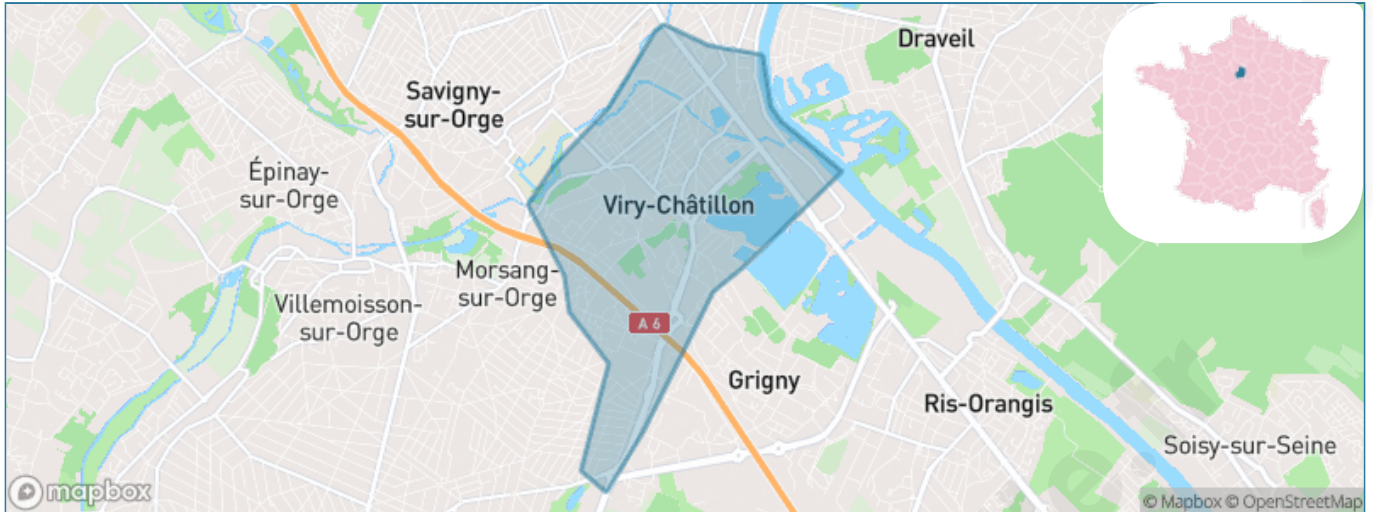 Draveil
Savigny-
sur-Orge
Épinay-
sur-Orge
Viry-Châtillon
Morsang-
sur-Orge
Villemoisson-
sur-Orge
A 6
Grigny
Ris-Orangis
Soisy-sur-Seine
mapbox
© Mapbox © OpenStreetMap